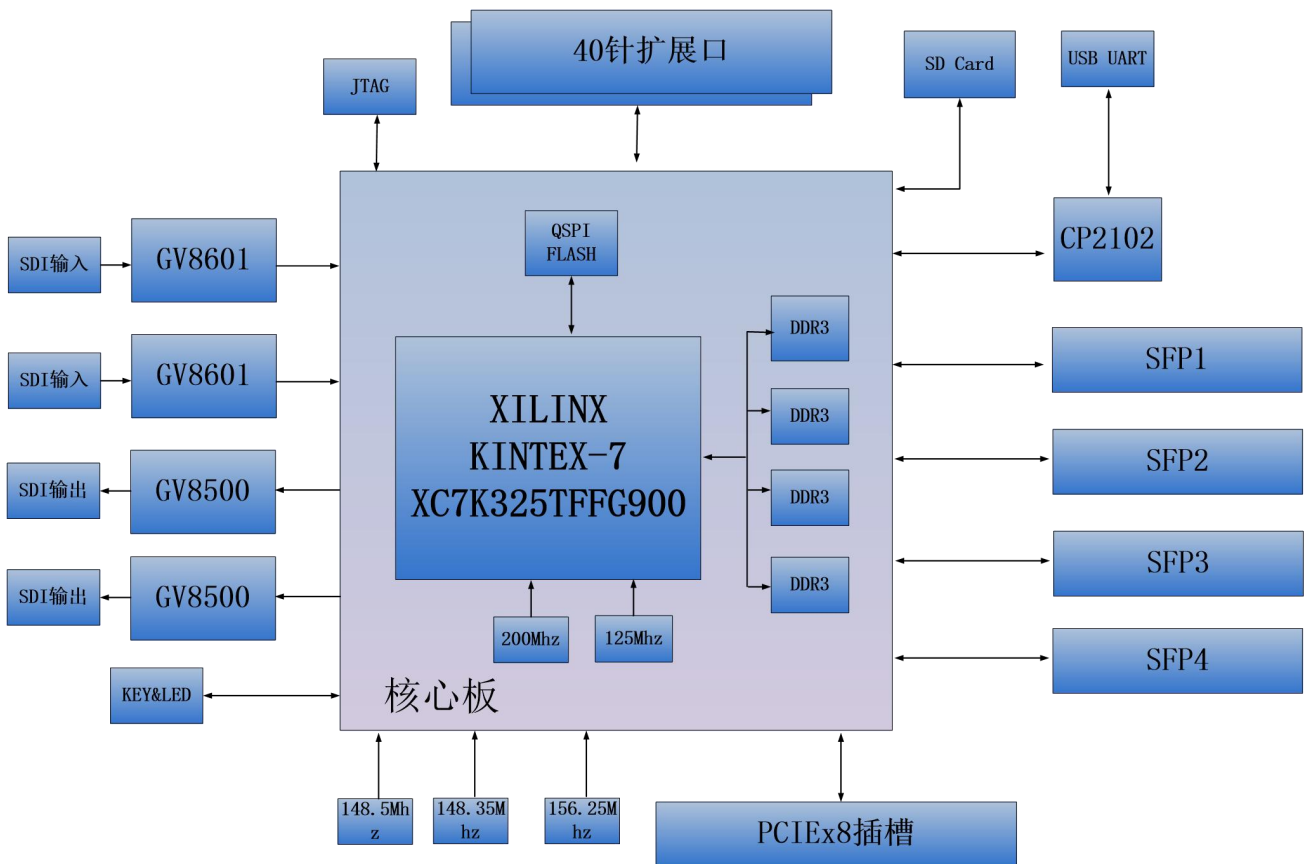 40针扩展口
JTAG
SD Card
USB UART
QSPI
FLASH
CP2102
SDI输入
GV8601
DDR3
SFP1
SDI输入
GV8601
XILINX
KINTEX-7
XC7K325TFFG900
DDR3
SFP2
SDI输出
GV8500
DDR3
SFP3
SDI输出
GV8500
DDR3
200Mhz
125Mhz
SFP4
KEY&LED
核心板
148.5Mh
z
148.35M
hz
156.25M
hz
PCIEx8插槽